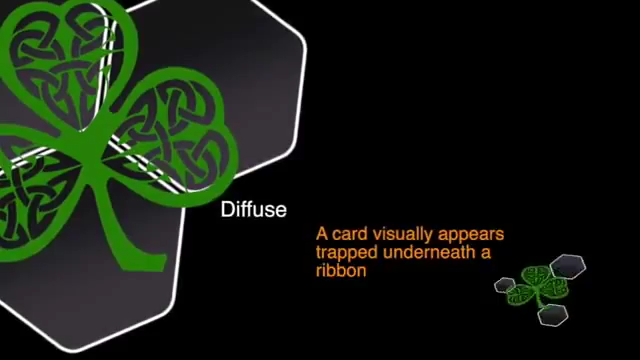 Diffuse
A card visually appears
trapped underneath a
ribbon